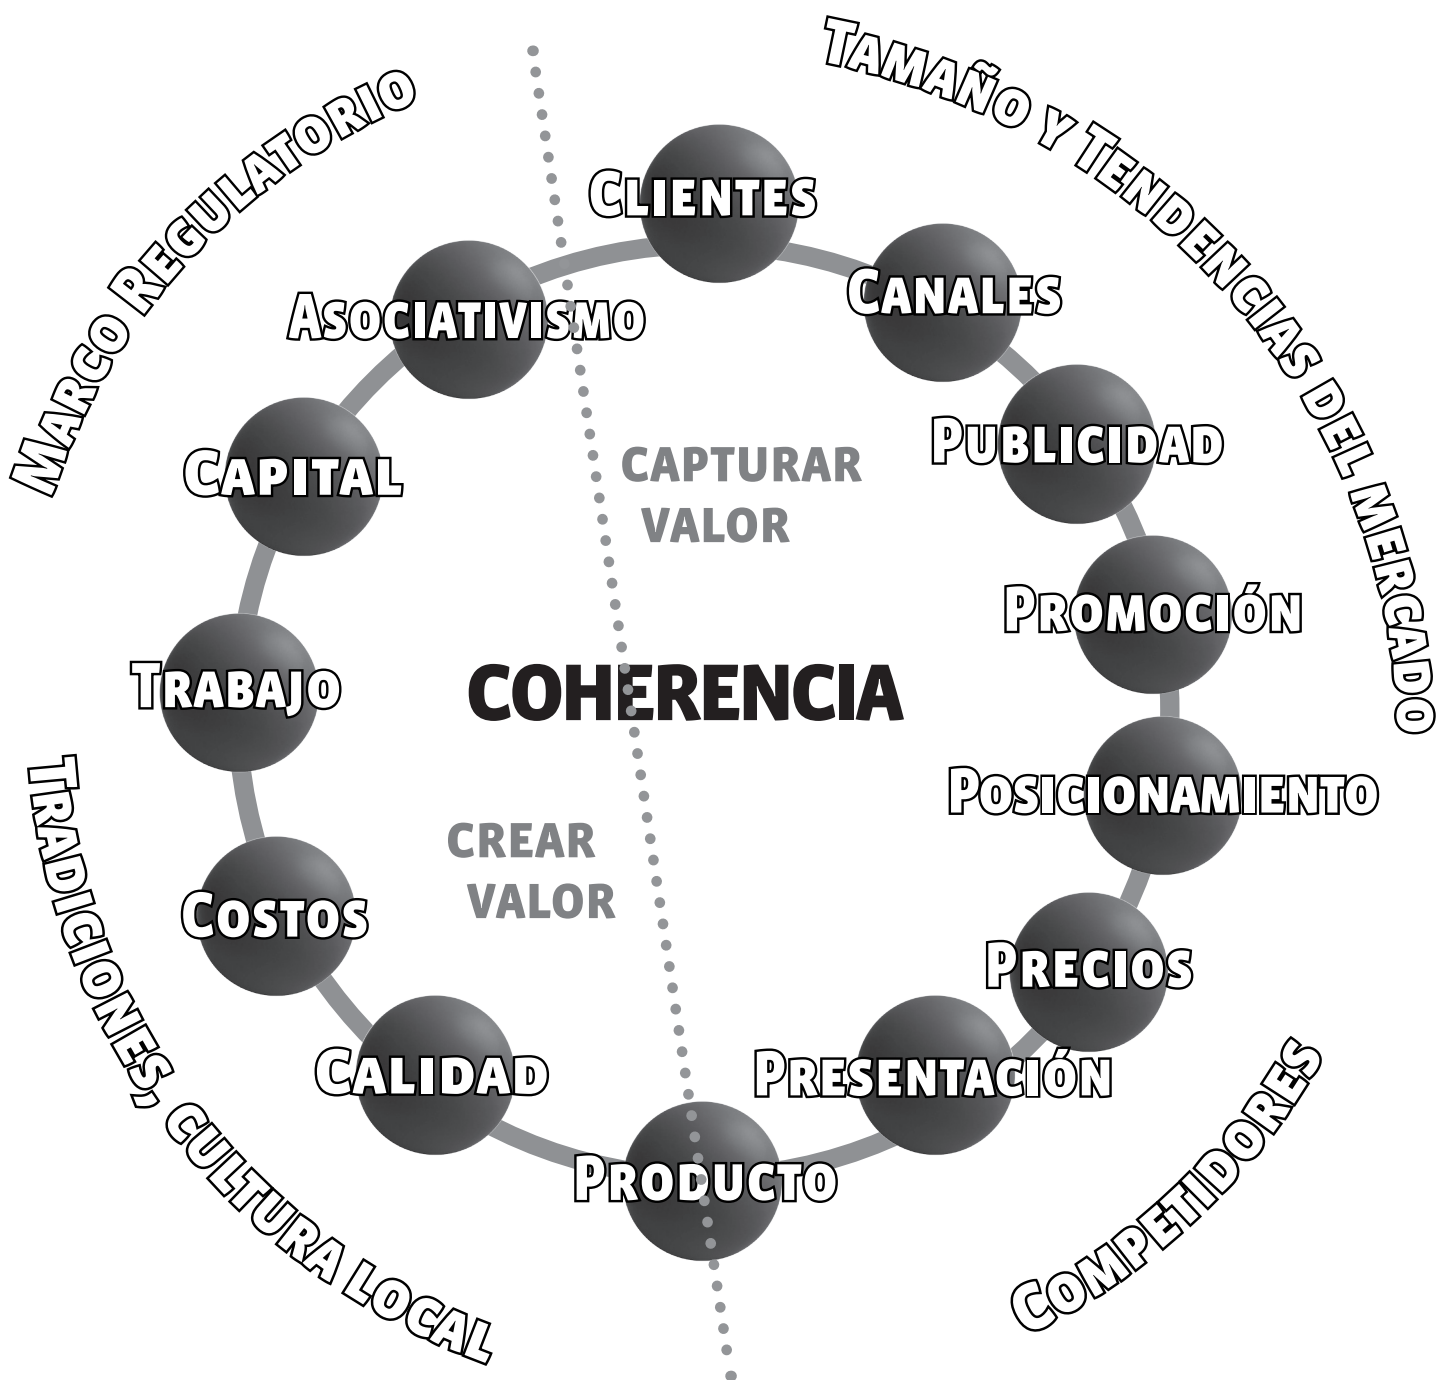 Marco Regulatorio
Tamaño y Tendencias del mercado
Clientes
Canales
Asociativismo
Publicidad
Capital
CAPTURAR
VALOR
Promoción
Trabajo
COHERENCIA
Posicionamiento
CREAR
VALOR
Costos
Precios
Calidad
Presentación
Producto
Tradiciones, cultura local
Competidores